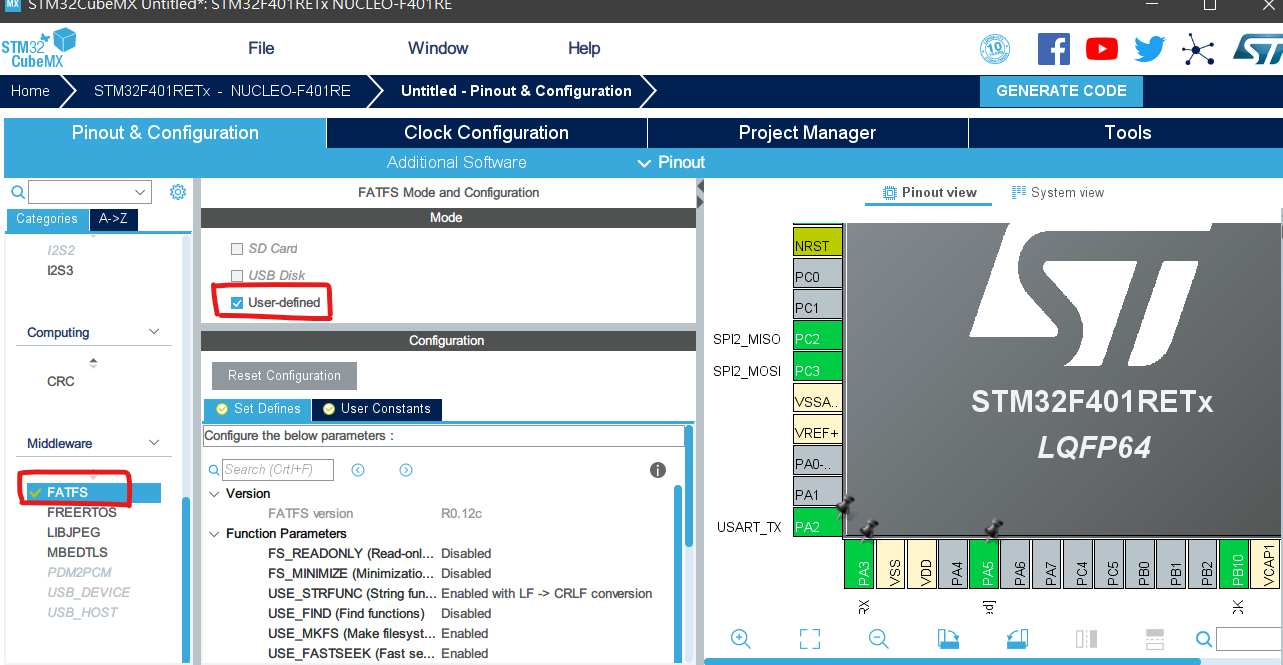 MX STM32CubeMX Untitled*: STM32F401RETx NUCLEO-F401RE
STM32
CubeMX
File Window Help
10
Home STM32F401RETx - NUCLEO-F401RE Untitled - Pinout & Configuration GENERATE CODE
Pinout & Configuration Clock Configuration Project Manager Tools
Additional Software Pinout
Categories A->Z
I2S2
I2S3
Computing
CRC
Middleware
FATFS
FREERTOS
LIBJPEG
MBEDTLS
PDM2PCM
USB_DEVICE
USB_HOST
FATFS Mode and Configuration
Mode
SD Card
USB Disk
User-defined
Configuration
Reset Configuration
Set Defines User Constants
Configure the below parameters :
Search (CrtI+F)
Version
FATFS version R0.12c
Function Parameters
FS_READONLY (Read-onl... Disabled
FS_MINIMIZE (Minimizatio... Disabled
USE_STRFUNC (String fun... Enabled with LF -> CRLF conversion
USE_FIND (Find functions) Disabled
USE_MKFS (Make filesyst... Enabled
USE_FASTSEEK (Fast se... Enabled
Pinout view System view
NRST
PC0
PC1
SPI2_MISO PC2
SPI2_MOSI PC3
VSSA..
VREF+
PA0-..
PA1
USART_TX PA2
STM32F401RETx
LQFP64
PA3 VSS VDD PA4 PA5 PA6 PA7 PC4 PC5 PB0 PB1 PB2 PB10 VCAP1
RX ed] CK